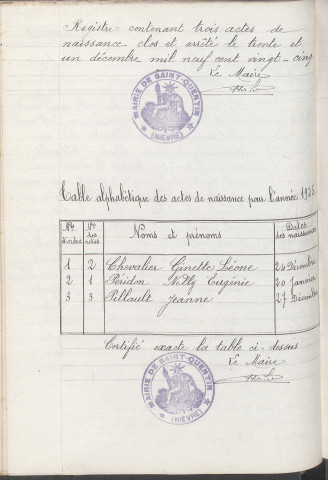 Registre contenant trois actes de
naissance clos et arrêté le trente et
un décembre mil neuf cent vingt-cinq
Le Maire
MAIRIE DE SAINT-QUENTIN
(NIÈVRE)
Table alphabétique des actes de naissance pour l'année 1925
Nos d'ordre Nos des actes Noms et prénoms Dates des naissances
1 2 Chevalier Ginette Léone 24 Décembre
2 1 Péridon Nelly Eugénie 20 Janvier
3 3 Pellault Jeanne 27 Décembre
Certifié exacte la table ci-dessus
Le Maire
MAIRIE DE SAINT-QUENTIN
(NIÈVRE)